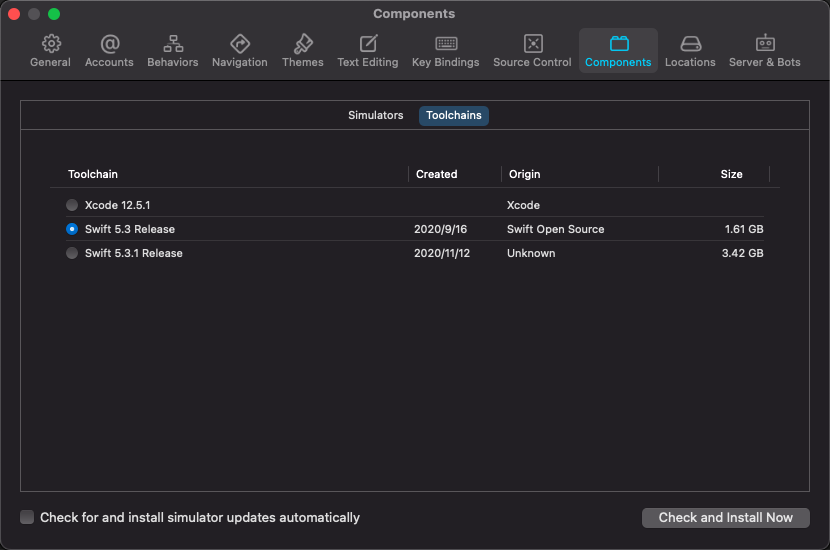 Components
General Accounts Behaviors Navigation Themes Text Editing Key Bindings Source Control Components Locations Server & Bots
Simulators Toolchains
Toolchain Created Origin Size
Xcode 12.5.1 Xcode
Swift 5.3 Release 2020/9/16 Swift Open Source 1.61 GB
Swift 5.3.1 Release 2020/11/12 Unknown 3.42 GB
Check for and install simulator updates automatically Check and Install Now